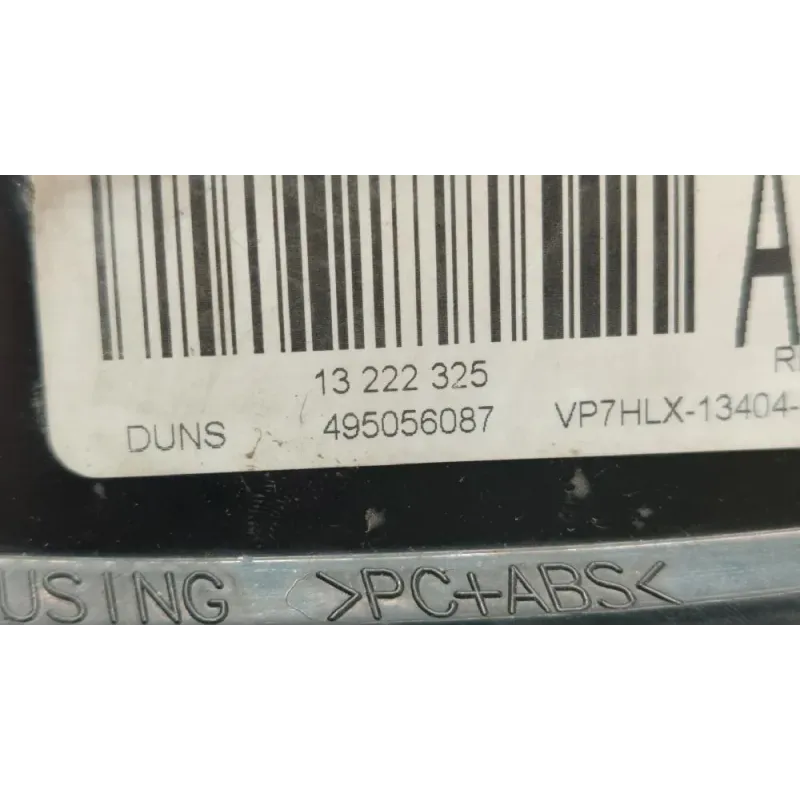 A
13 222 325
R
DUNS 495056087 VP7HLX-13404-
USING >PC+ABS<